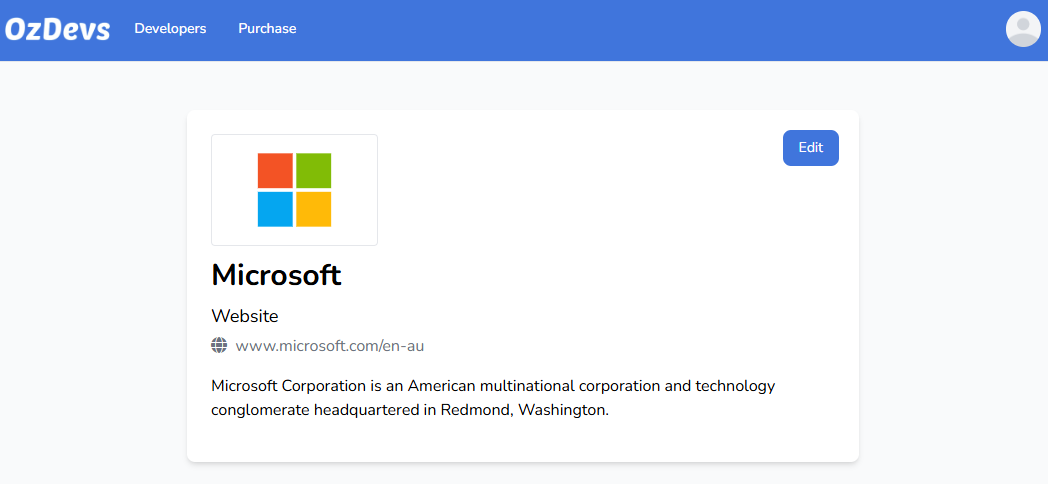 OzDevs Developers Purchase
Edit
Microsoft
Website
www.microsoft.com/en-au
Microsoft Corporation is an American multinational corporation and technology
conglomerate headquartered in Redmond, Washington.